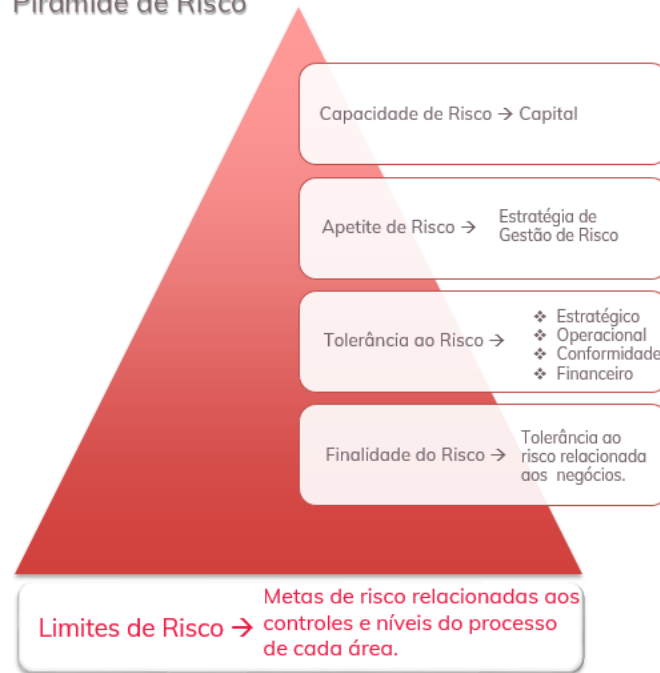 Pirâmide de Risco
Capacidade de Risco → Capital
Apetite de Risco →
Estratégia de
Gestão de Risco
Tolerância ao Risco →
❖ Estratégico
❖ Operacional
❖ Conformidade
❖ Financeiro
Finalidade do Risco →
Tolerância ao
risco relacionada
aos negócios.
Limites de Risco →
Metas de risco relacionadas aos
controles e níveis do processo
de cada área.